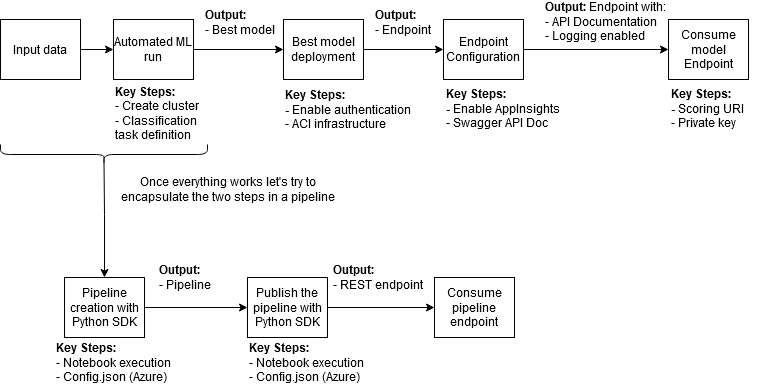 Input data
Automated ML
run
Output:
- Best model
Best model
deployment
Output:
- Endpoint
Endpoint
Configuration
Output: Endpoint with:
- API Documentation
- Logging enabled
Consume
model
Endpoint
Key Steps:
- Create cluster
- Classification
task definition
Key Steps:
- Enable authentication
- ACI infrastructure
Key Steps:
- Enable AppInsights
- Swagger API Doc
Key Steps:
- Scoring URI
- Private key
Once everything works let's try to
encapsulate the two steps in a pipeline
Pipeline
creation with
Python SDK
Output:
- Pipeline
Publish the
pipeline with
Python SDK
Output:
- REST endpoint
Consume
pipeline
endpoint
Key Steps:
- Notebook execution
- Config.json (Azure)
Key Steps:
- Notebook execution
- Config.json (Azure)